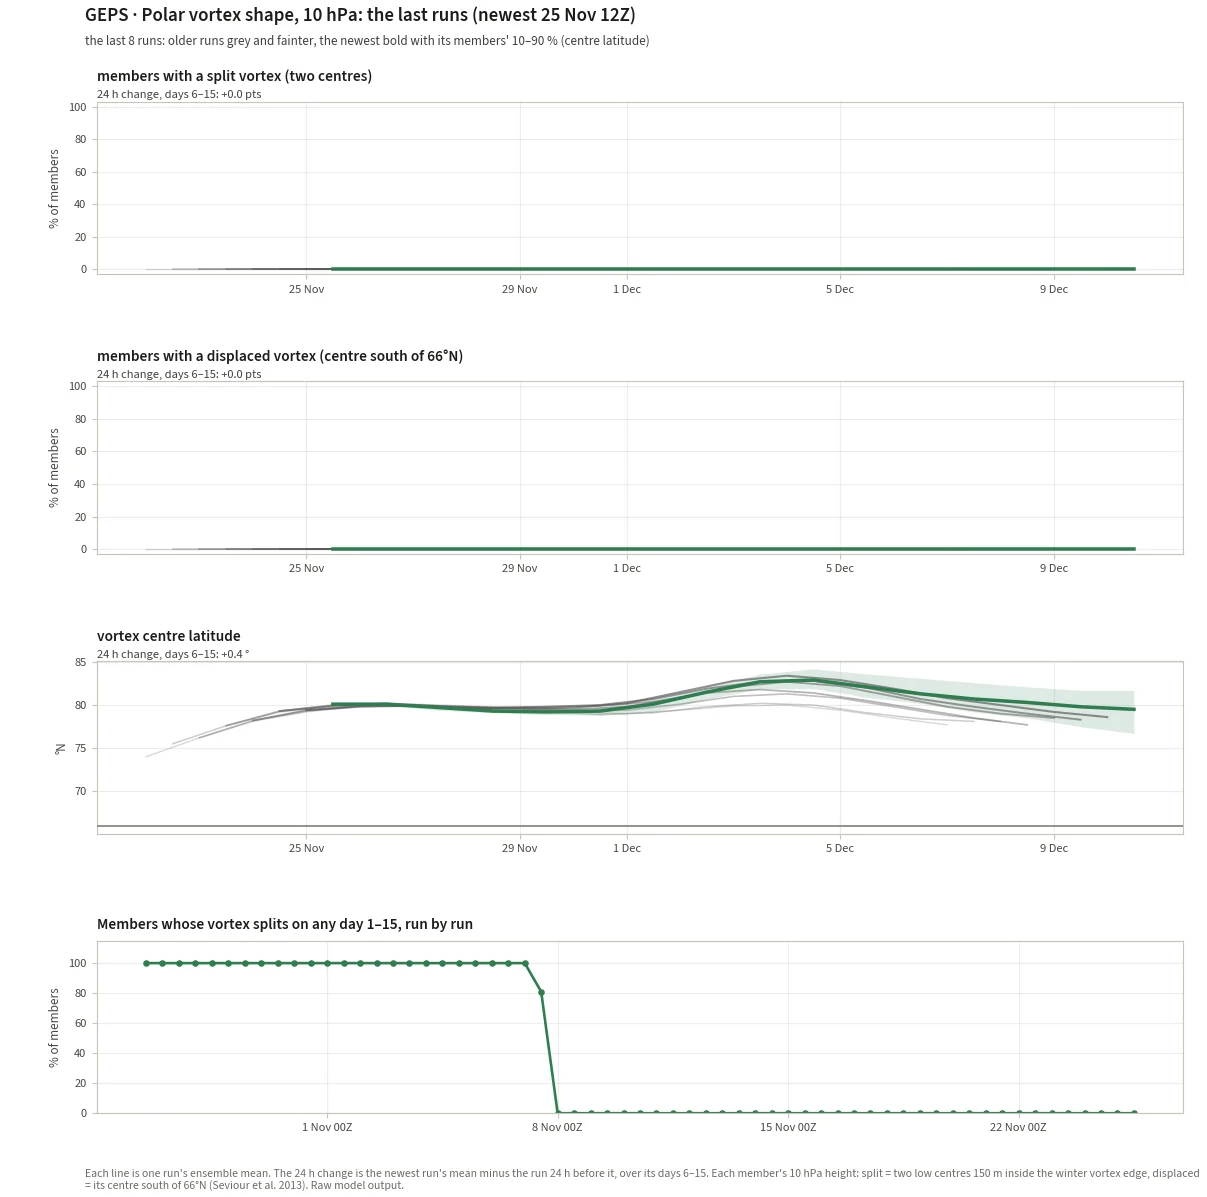 GEPS · Polar vortex shape, 10 hPa: the last runs (newest 25 Nov 12Z)
the last 8 runs: older runs grey and fainter, the newest bold with its members' 10–90 % (centre latitude)
members with a split vortex (two centres)
24 h change, days 6–15: +0.0 pts
100
80
60
40
20
0
% of members
25 Nov
29 Nov
1 Dec
5 Dec
9 Dec
members with a displaced vortex (centre south of 66°N)
24 h change, days 6–15: +0.0 pts
100
80
60
40
20
0
% of members
25 Nov
29 Nov
1 Dec
5 Dec
9 Dec
vortex centre latitude
24 h change, days 6–15: +0.4 °
85
80
75
70
°N
25 Nov
29 Nov
1 Dec
5 Dec
9 Dec
Members whose vortex splits on any day 1–15, run by run
100
80
60
40
20
0
% of members
1 Nov 00Z
8 Nov 00Z
15 Nov 00Z
22 Nov 00Z
Each line is one run's ensemble mean. The 24 h change is the newest run's mean minus the run 24 h before it, over its days 6–15. Each member's 10 hPa height: split = two low centres 150 m inside the winter vortex edge, displaced
= its centre south of 66°N (Seviour et al. 2013). Raw model output.